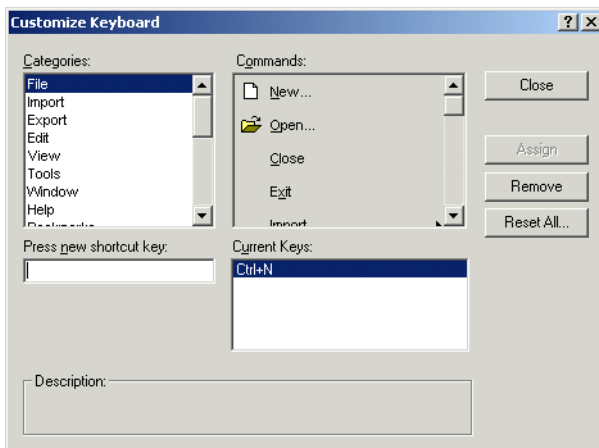 Customize Keyboard
Categories:
File
Import
Export
Edit
View
Tools
Window
Help
Bookmarks
Commands:
New...
Open...
Close
Exit
Import
Close
Assign
Remove
Reset All...
Press new shortcut key:
Current Keys:
Ctrl+N
Description: